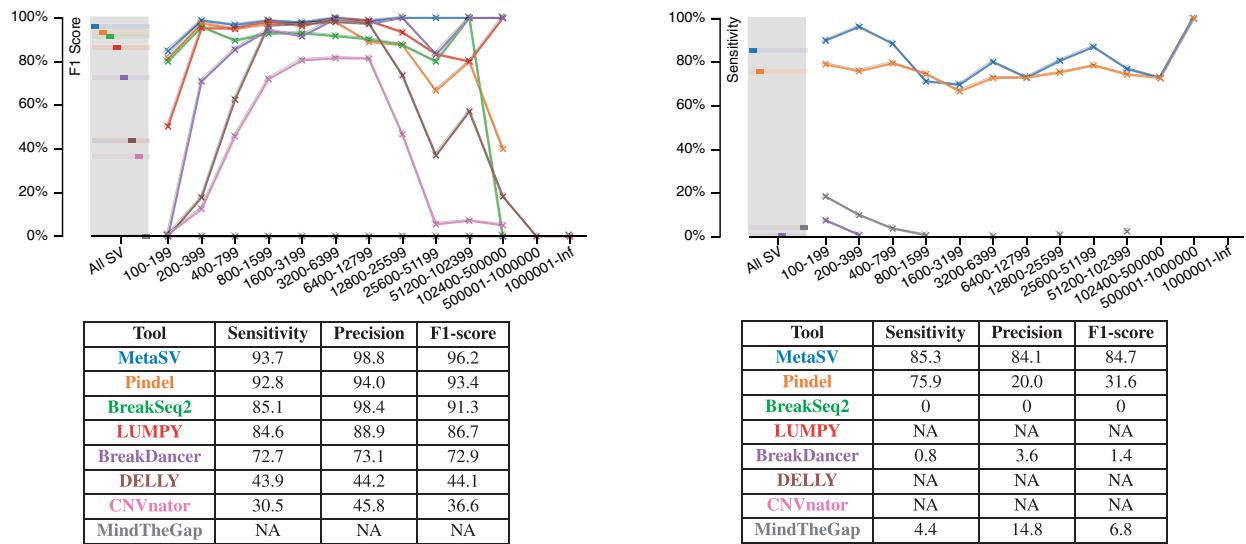 100%
80%
60%
40%
20%
0%
F1 Score
All SV
100-199
200-399
400-799
800-1599
1600-3199
3200-6399
6400-12799
12800-25599
25600-51199
51200-102399
102400-500000
500001-1000000
1000001-Inf
Tool Sensitivity Precision F1-score
MetaSV 93.7 98.8 96.2
Pindel 92.8 94.0 93.4
BreakSeq2 85.1 98.4 91.3
LUMPY 84.6 88.9 86.7
BreakDancer 72.7 73.1 72.9
DELLY 43.9 44.2 44.1
CNVnator 30.5 45.8 36.6
MindTheGap NA NA NA
100%
80%
60%
40%
20%
0%
Sensitivity
All SV
100-199
200-399
400-799
800-1599
1600-3199
3200-6399
6400-12799
12800-25599
25600-51199
51200-102399
102400-500000
500001-1000000
1000001-Inf
Tool Sensitivity Precision F1-score
MetaSV 85.3 84.1 84.7
Pindel 75.9 20.0 31.6
BreakSeq2 0 0 0
LUMPY NA NA NA
BreakDancer 0.8 3.6 1.4
DELLY NA NA NA
CNVnator NA NA NA
MindTheGap 4.4 14.8 6.8